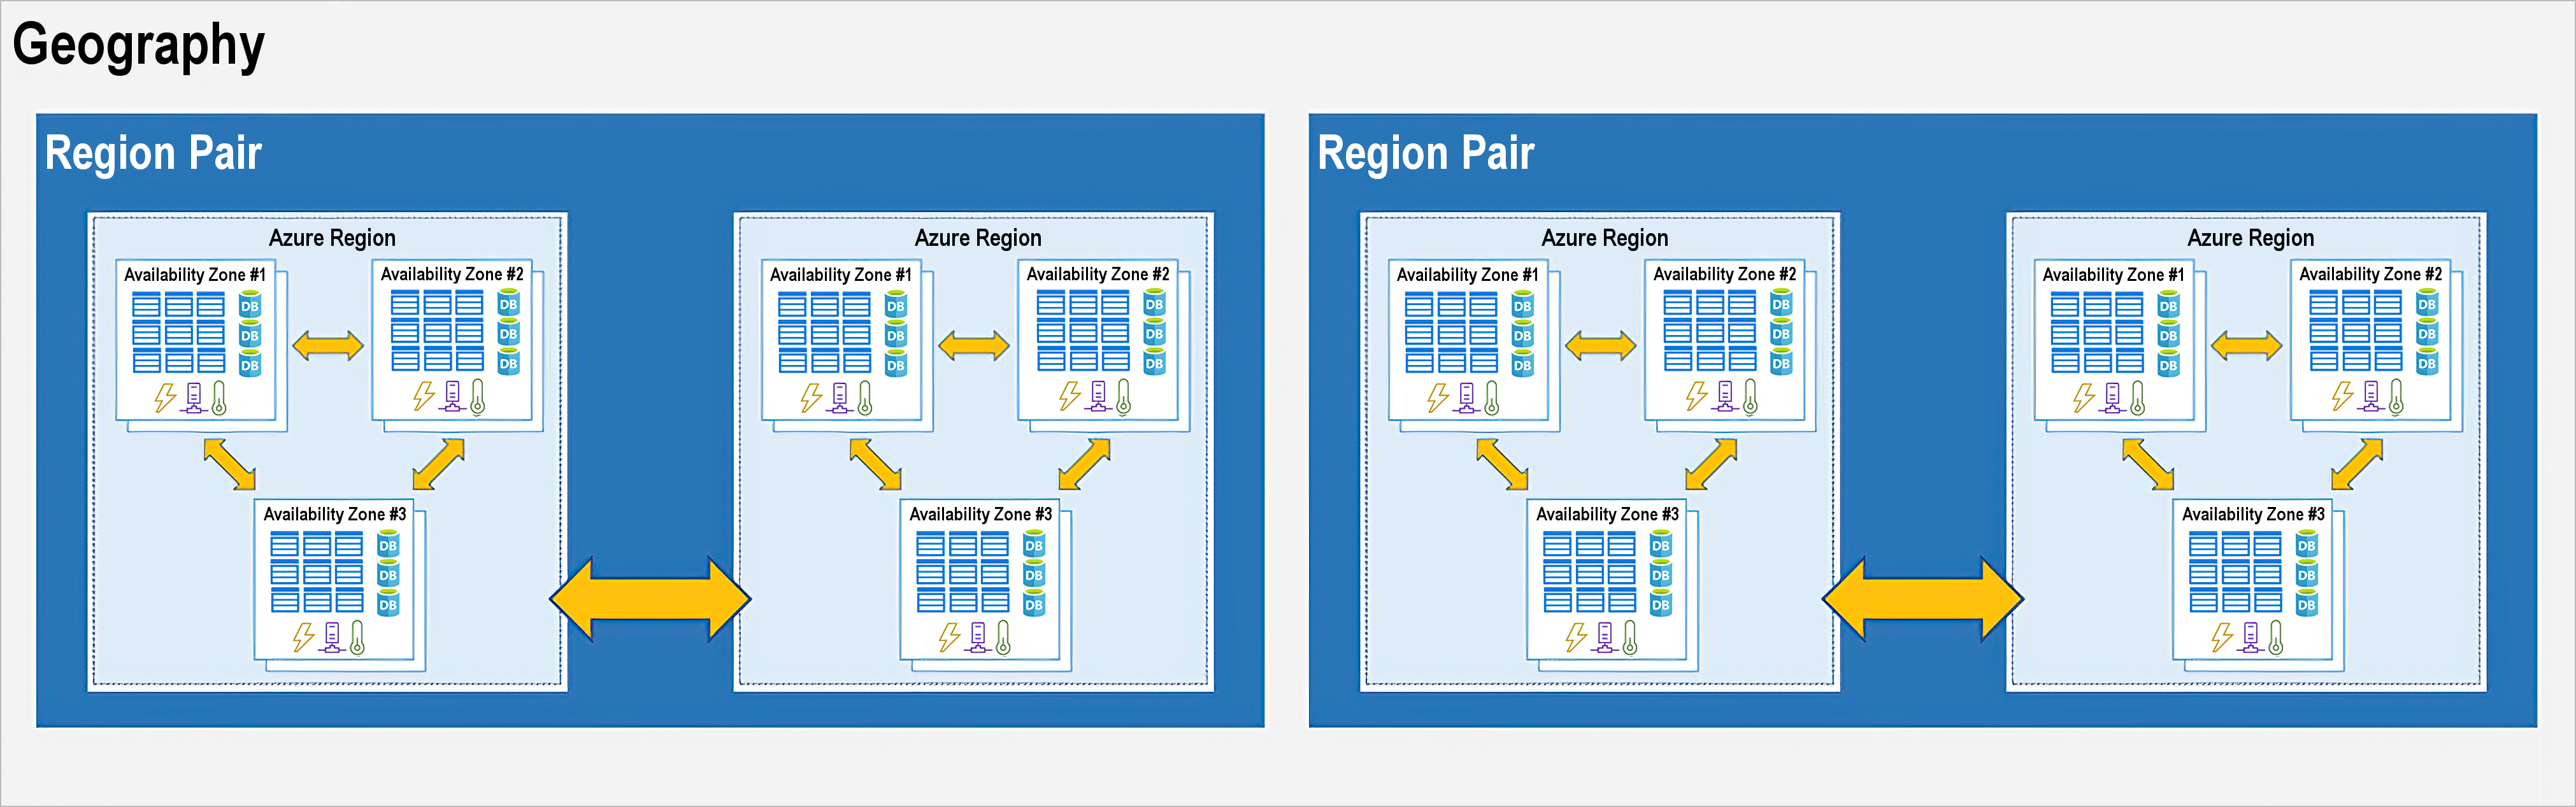 Geography
Region Pair
Azure Region
Availability Zone #1
DB
DB
DB
Availability Zone #2
DB
DB
DB
Availability Zone #3
DB
DB
DB
Azure Region
Availability Zone #1
DB
DB
DB
Availability Zone #2
DB
DB
DB
Availability Zone #3
DB
DB
DB
Region Pair
Azure Region
Availability Zone #1
DB
DB
DB
Availability Zone #2
DB
DB
DB
Availability Zone #3
DB
DB
DB
Azure Region
Availability Zone #1
DB
DB
DB
Availability Zone #2
DB
DB
DB
Availability Zone #3
DB
DB
DB